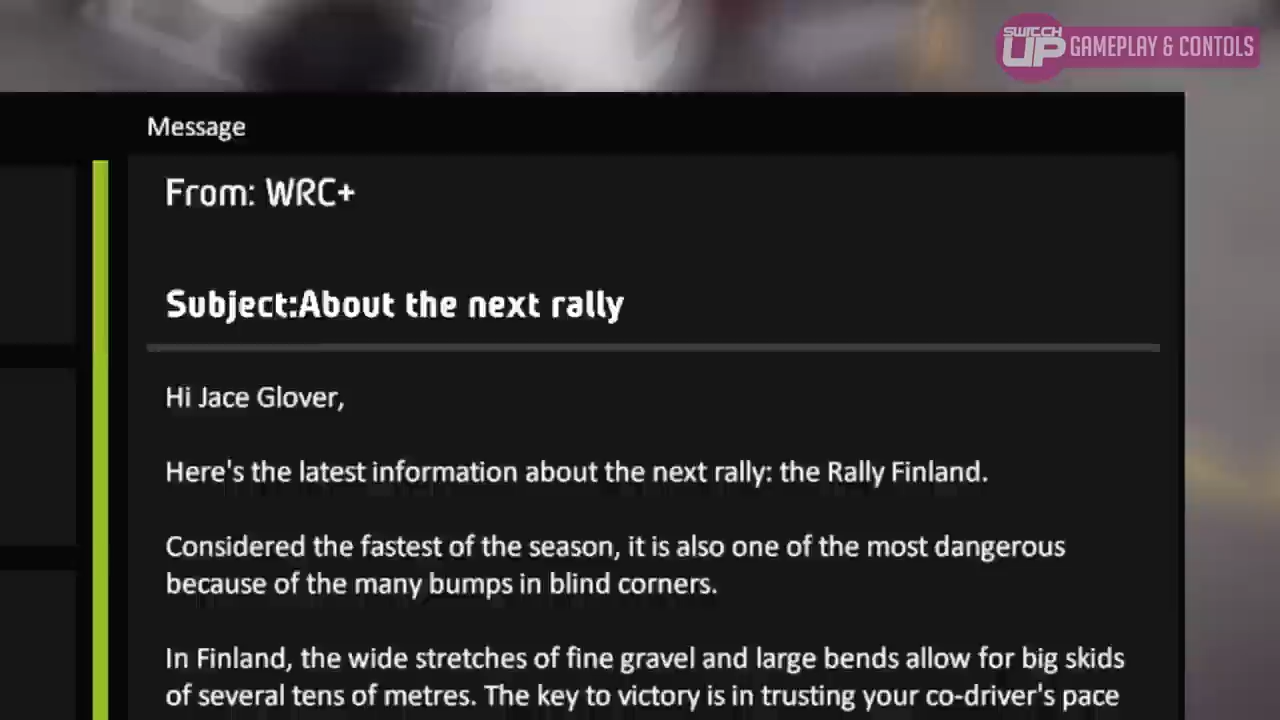 SWITCH
UP GAMEPLAY & CONTOLS
Message
From: WRC+
Subject:About the next rally
Hi Jace Glover,
Here's the latest information about the next rally: the Rally Finland.
Considered the fastest of the season, it is also one of the most dangerous
because of the many bumps in blind corners.
In Finland, the wide stretches of fine gravel and large bends allow for big skids
of several tens of metres. The key to victory is in trusting your co-driver's pace